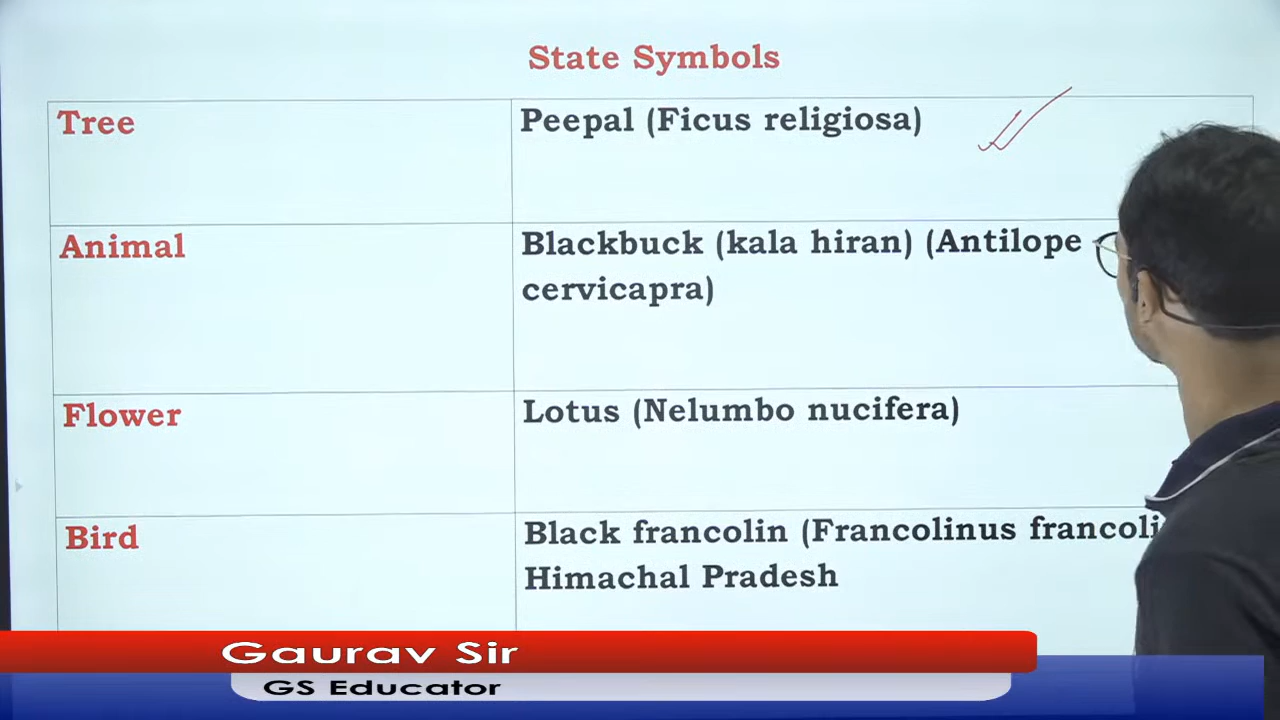 State Symbols
Tree
Peepal (Ficus religiosa)
Animal
Blackbuck (kala hiran) (Antilope
cervicapra)
Flower
Lotus (Nelumbo nucifera)
Bird
Black francolin (Francolinus francoli
Himachal Pradesh
Gaurav Sir
GS Educator